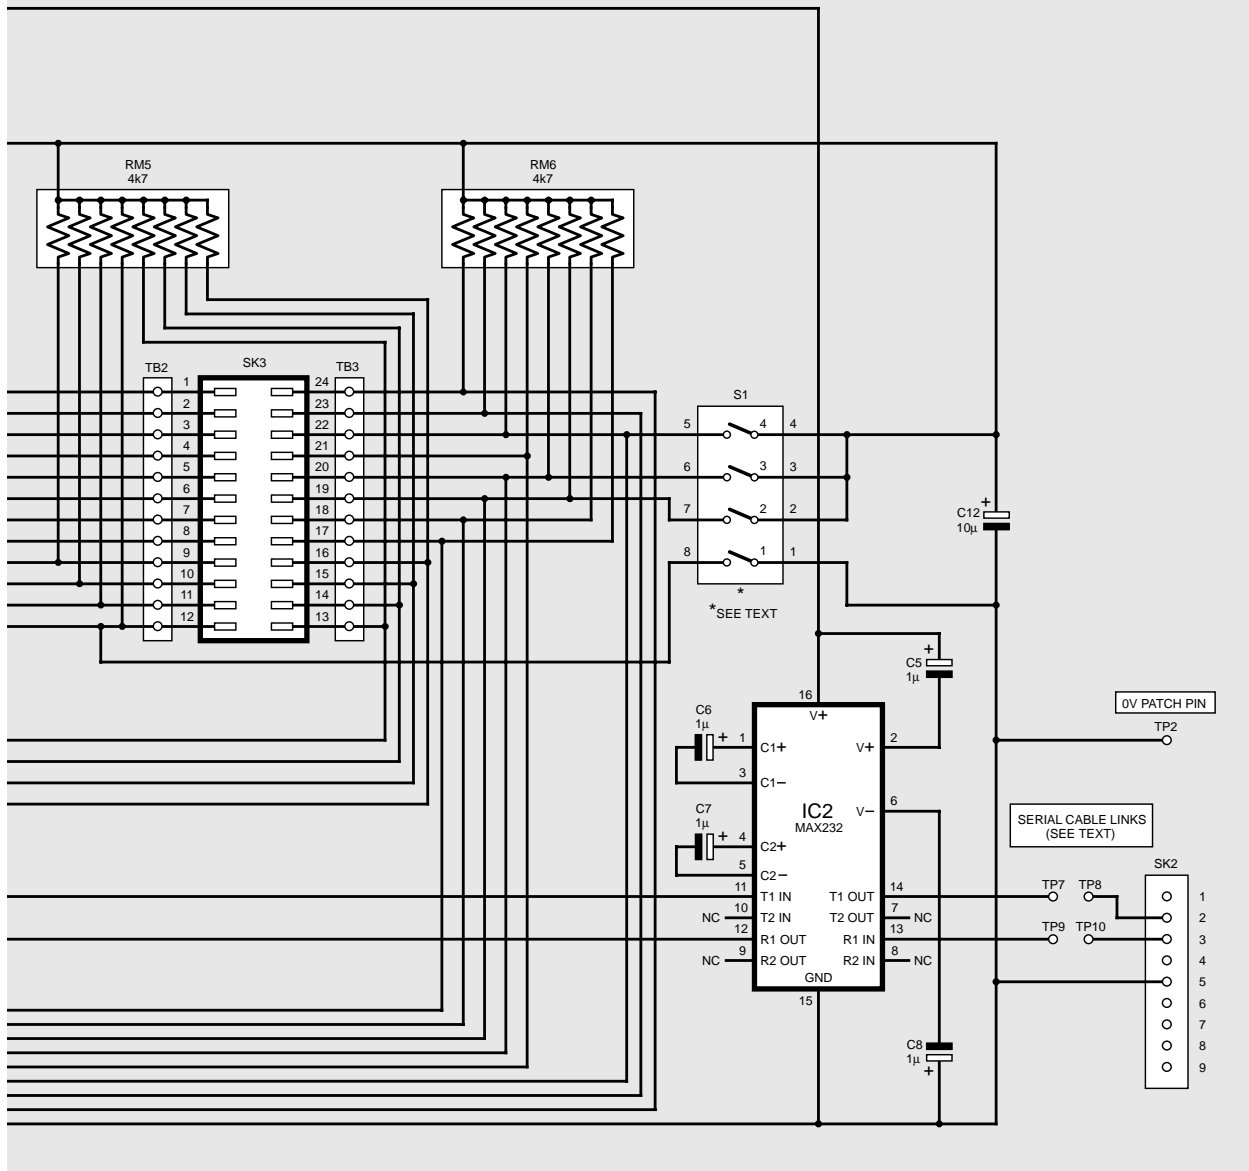 RM5
4k7
RM6
4k7
TB2
SK3
TB3
1
2
3
4
5
6
7
8
9
10
11
12
24
23
22
21
20
19
18
17
16
15
14
13
S1
5 4 4
6 3 3
7 2 2
8 1 1
*
*SEE TEXT
+
C12
10µ
+
C5
1µ
16
V+
C6
1µ
+
1 C1+
3 C1−
V+ 2
C7
1µ
+
4 C2+
5 C2−
V− 6
IC2
MAX232
11 T1 IN T1 OUT 14
NC 10 T2 IN T2 OUT 7 NC
12 R1 OUT R1 IN 13
NC 9 R2 OUT R2 IN 8 NC
GND
15
C8
1µ
+
0V PATCH PIN
TP2
SERIAL CABLE LINKS
(SEE TEXT)
TP7 TP8
TP9 TP10
SK2
1
2
3
4
5
6
7
8
9